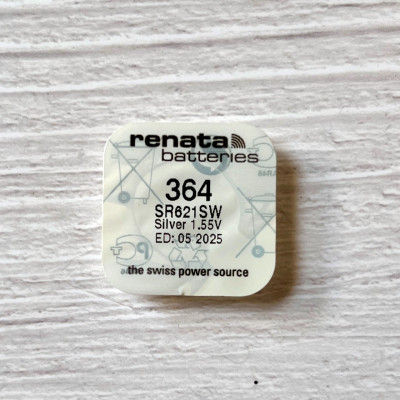 renata
batteries
364
SR621SW
Silver 1.55V
ED: 05 2025
the swiss power source